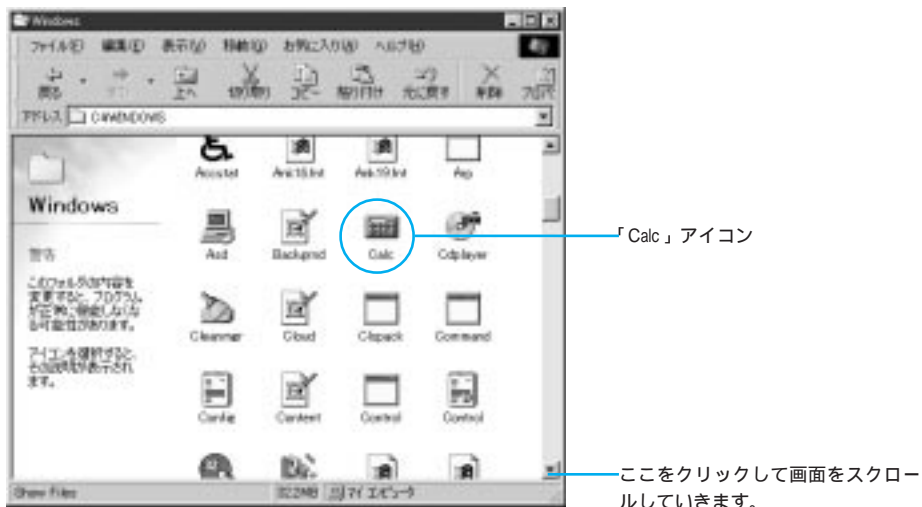 Windows
ファイル(F) 編集(E) 表示(V) 移動(G) お気に入り(A) ヘルプ(H)
戻る 上へ 切り取り コピー 貼り付け 元に戻す 削除 プロパ
アドレス C:¥WINDOWS
Accstat Ank16.fnt Ank19.fnt Arp
Windows
Asd Backgrnd Calc Cdplayer
「Calc」アイコン
警告
このフォルダの内容を
変更すると、プログラム
が正常に機能しなくな
る可能性があります。
Cleanmgr Cloud Clspack Command
アイコンを選択すると、
その説明が表示され
ます。
Config Content Control Control
ここをクリックして画面をスクロー
ルしていきます。
Show Files 822MB マイ コンピュータ